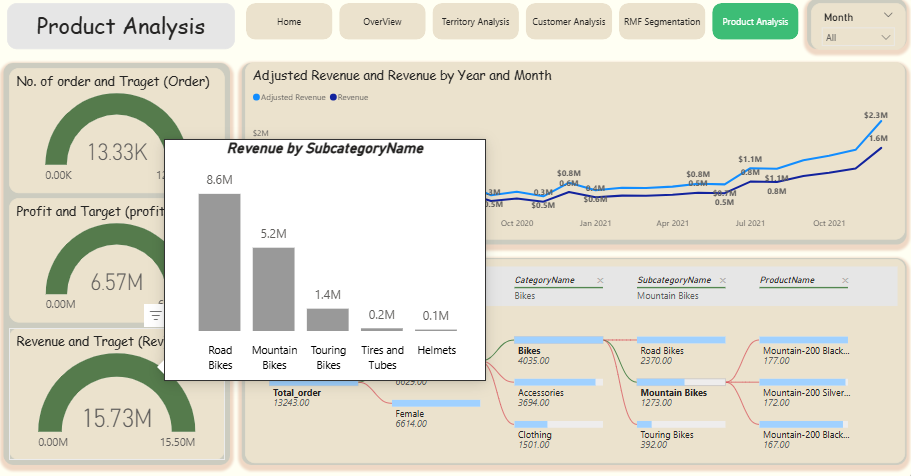 Product Analysis
Home
OverView
Territory Analysis
Customer Analysis
RMF Segmentation
Product Analysis
Month
All
No. of order and Traget (Order)
13.33K
0.00K
12
Profit and Target (profit
6.57M
0.00M
Revenue and Traget (Rev
15.73M
0.00M
15.50M
Adjusted Revenue and Revenue by Year and Month
Adjusted Revenue
Revenue
$2M
$0.5M
0.3M
$0.8M
0.6M
0.4M
$0.6M
$0.8M
0.5M
0.5M
$1.1M
0.8M
$1.1M
0.8M
$2.3M
1.6M
Oct 2020
Jan 2021
Apr 2021
Jul 2021
Oct 2021
Revenue by SubcategoryName
8.6M
5.2M
1.4M
0.2M
0.1M
Road
Bikes
Mountain
Bikes
Touring
Bikes
Tires and
Tubes
Helmets
CategoryName
Bikes
SubcategoryName
Mountain Bikes
ProductName
Total_order
13243.00
6629.00
Female
6614.00
Bikes
4035.00
Accessories
3694.00
Clothing
1501.00
Road Bikes
2370.00
Mountain Bikes
1273.00
Touring Bikes
392.00
Mountain-200 Black...
177.00
Mountain-200 Silver...
172.00
Mountain-200 Black...
167.00